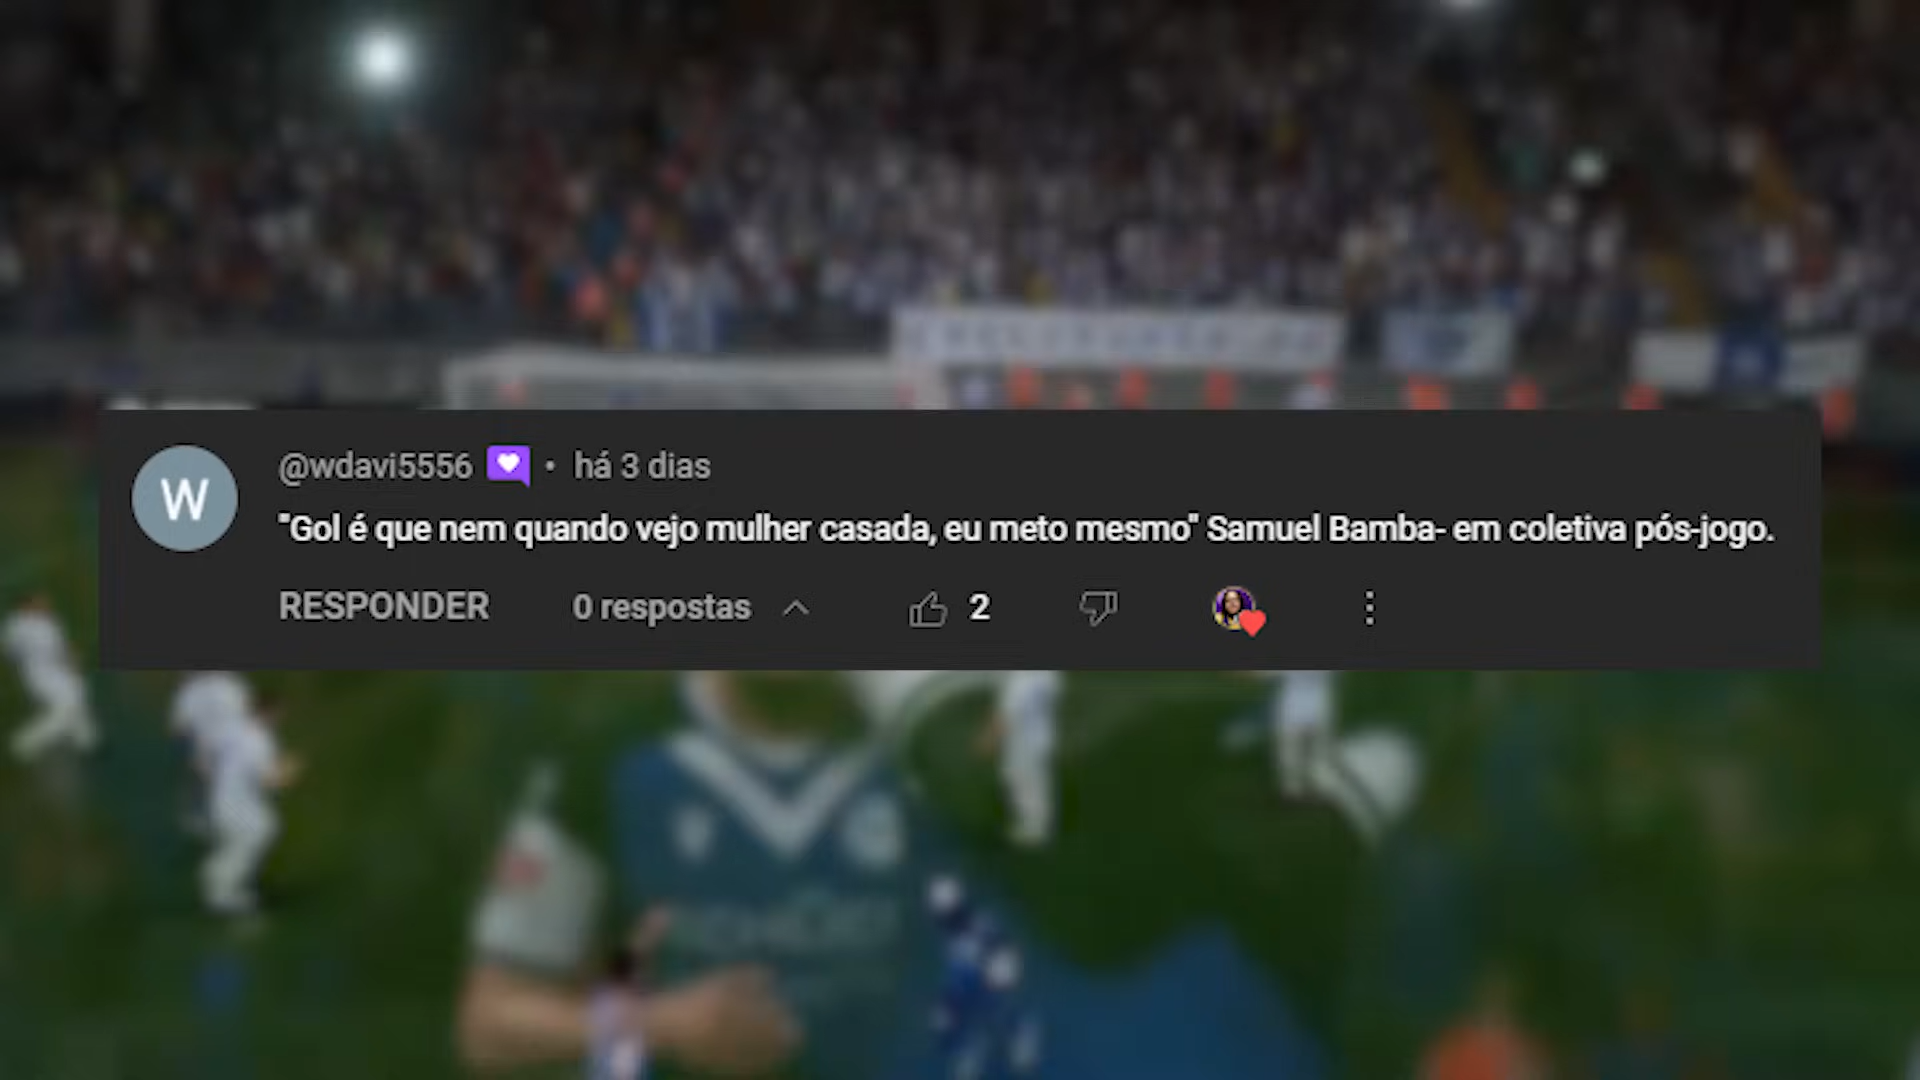 W
@wdavi5556 • há 3 dias
"Gol é que nem quando vejo mulher casada, eu meto mesmo" Samuel Bamba- em coletiva pós-jogo.
RESPONDER 0 respostas 2